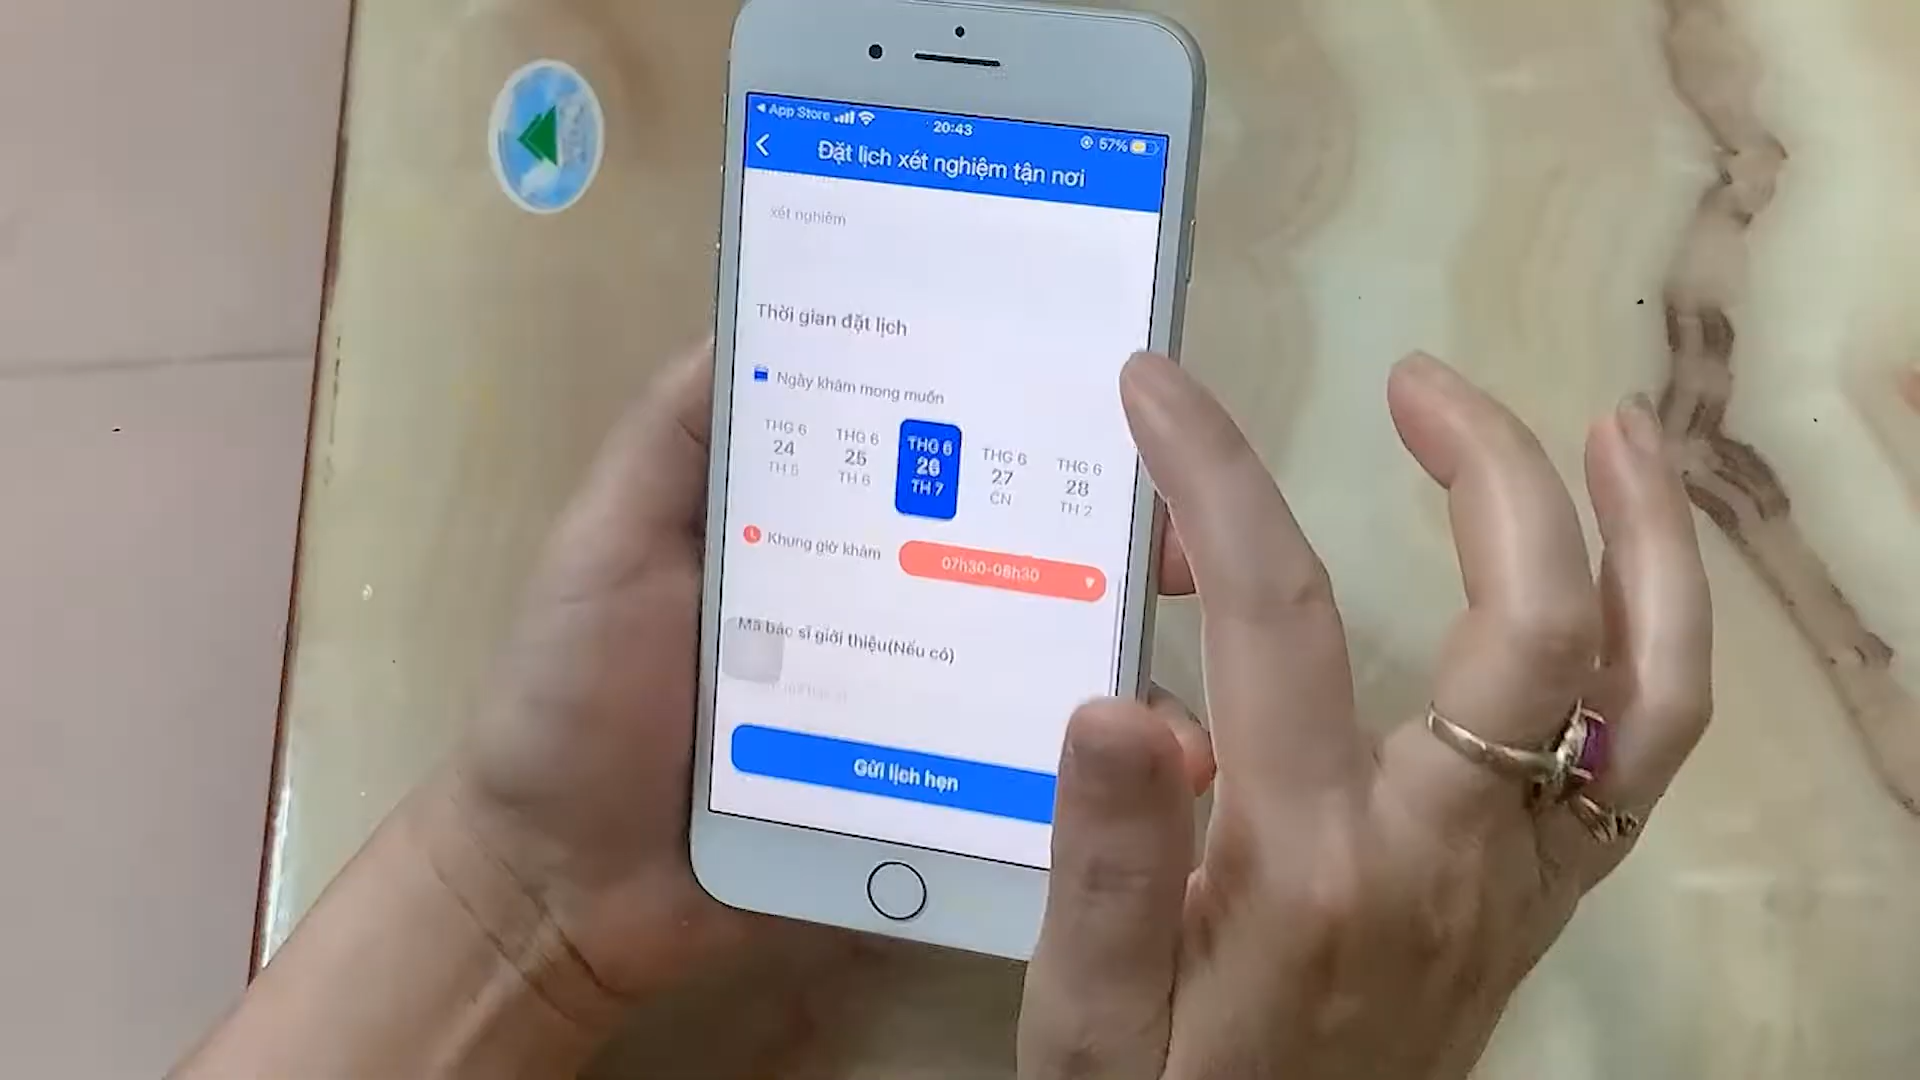 App Store
20:43
57%
Đặt lịch xét nghiệm tận nơi
xét nghiệm
Thời gian đặt lịch
Ngày khám mong muốn
THG 6 THG 6 THG 6 THG 6 THG 6
24 25 26 27 28
TH 5 TH 6 TH 7 CN TH 2
Khung giờ khám 07h30-08h30
Mã bác sĩ giới thiệu(Nếu có)
Gửi lịch hẹn